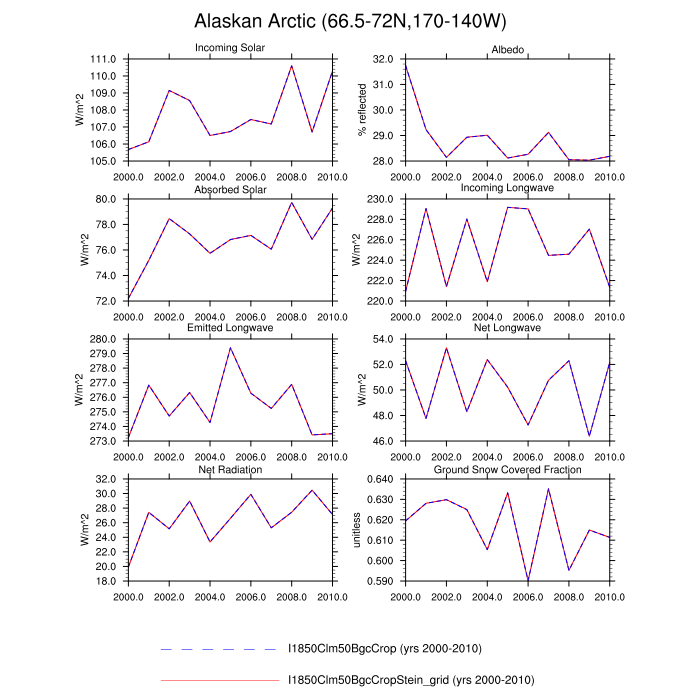 Alaskan Arctic (66.5-72N,170-140W)
Incoming Solar
W/m^2
111.0
110.0
109.0
108.0
107.0
106.0
105.0
2000.0 2002.0 2004.0 2006.0 2008.0 2010.0
Albedo
% reflected
32.0
31.0
30.0
29.0
28.0
2000.0 2002.0 2004.0 2006.0 2008.0 2010.0
Absorbed Solar
W/m^2
80.0
78.0
76.0
74.0
72.0
2000.0 2002.0 2004.0 2006.0 2008.0 2010.0
Incoming Longwave
W/m^2
230.0
228.0
226.0
224.0
222.0
220.0
2000.0 2002.0 2004.0 2006.0 2008.0 2010.0
Emitted Longwave
W/m^2
280.0
279.0
278.0
277.0
276.0
275.0
274.0
273.0
2000.0 2002.0 2004.0 2006.0 2008.0 2010.0
Net Longwave
W/m^2
54.0
52.0
50.0
48.0
46.0
2000.0 2002.0 2004.0 2006.0 2008.0 2010.0
Net Radiation
W/m^2
32.0
30.0
28.0
26.0
24.0
22.0
20.0
18.0
2000.0 2002.0 2004.0 2006.0 2008.0 2010.0
Ground Snow Covered Fraction
unitless
0.640
0.630
0.620
0.610
0.600
0.590
2000.0 2002.0 2004.0 2006.0 2008.0 2010.0
I1850Clm50BgcCrop (yrs 2000-2010)
I1850Clm50BgcCropStein_grid (yrs 2000-2010)